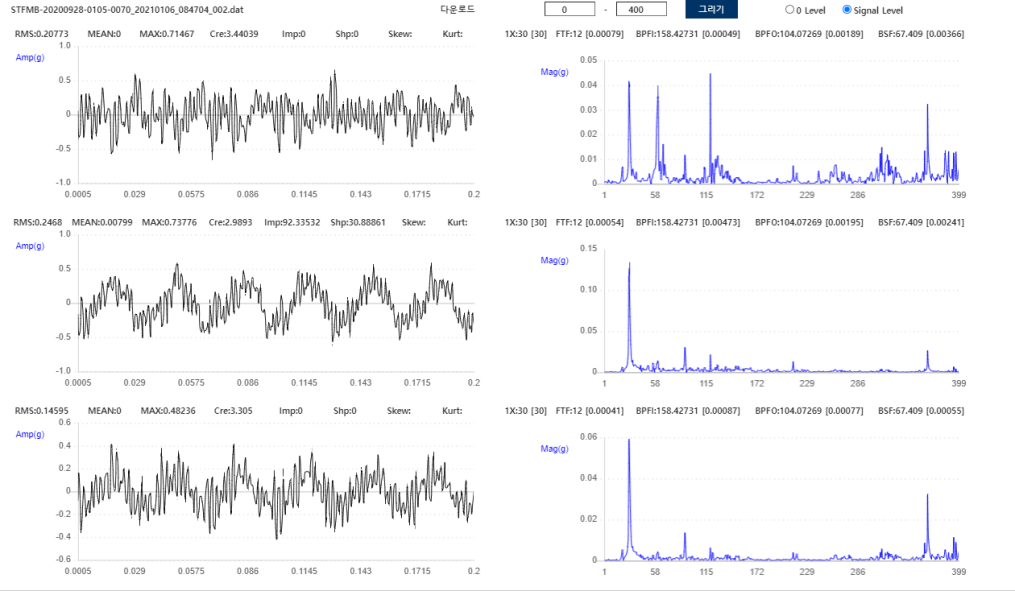 STFMB-20200928-0105-0070_20210106_084704_002.dat 다운로드 0 - 400 그리기 0 Level Signal Level
RMS:0.20773 MEAN:0 MAX:0.71467 Cre:3.44039 Imp:0 Shp:0 Skew: Kurt: 1X:30 [30] FTF:12 [0.00079] BPFI:158.42731 [0.00049] BPFO:104.07269 [0.00189] BSF:67.409 [0.00366]
Amp(g) Mag(g)
1.0 0.05
0.5 0.04
0 0.03
-0.5 0.02
-1.0 0.01
0
0.0005 0.029 0.0575 0.086 0.1145 0.143 0.1715 0.2 1 58 115 172 229 286 399
RMS:0.2468 MEAN:0.00799 MAX:0.73776 Cre:2.9893 Imp:92.33532 Shp:30.88861 Skew: Kurt: 1X:30 [30] FTF:12 [0.00054] BPFI:158.42731 [0.00473] BPFO:104.07269 [0.00195] BSF:67.409 [0.00241]
Amp(g) Mag(g)
1.0 0.15
0.5 0.10
0 0.05
-0.5 0
-1.0
0.0005 0.029 0.0575 0.086 0.1145 0.143 0.1715 0.2 1 58 115 172 229 286 399
RMS:0.14595 MEAN:0 MAX:0.48236 Cre:3.305 Imp:0 Shp:0 Skew: Kurt: 1X:30 [30] FTF:12 [0.00041] BPFI:158.42731 [0.00087] BPFO:104.07269 [0.00077] BSF:67.409 [0.00055]
Amp(g) Mag(g)
0.6 0.06
0.4 0.04
0.2 0.02
0 0
-0.2
-0.4
-0.6
0.0005 0.029 0.0575 0.086 0.1145 0.143 0.1715 0.2 1 58 115 172 229 286 399